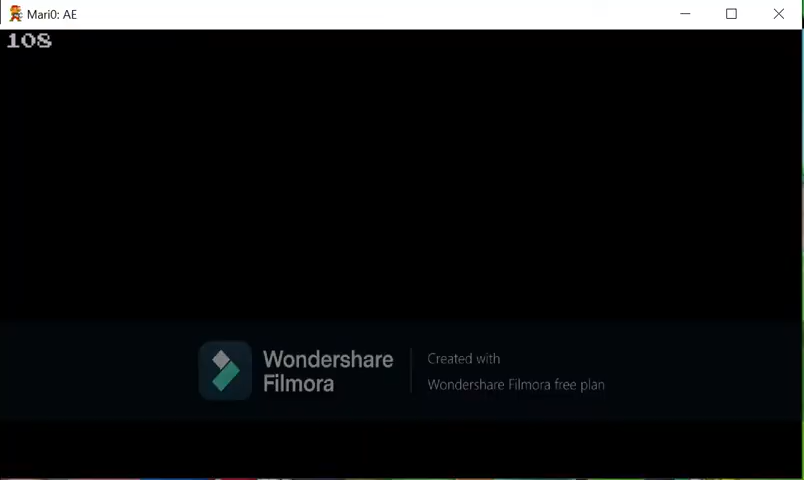 Mari0: AE
108
Wondershare
Filmora
Created with
Wondershare Filmora free plan